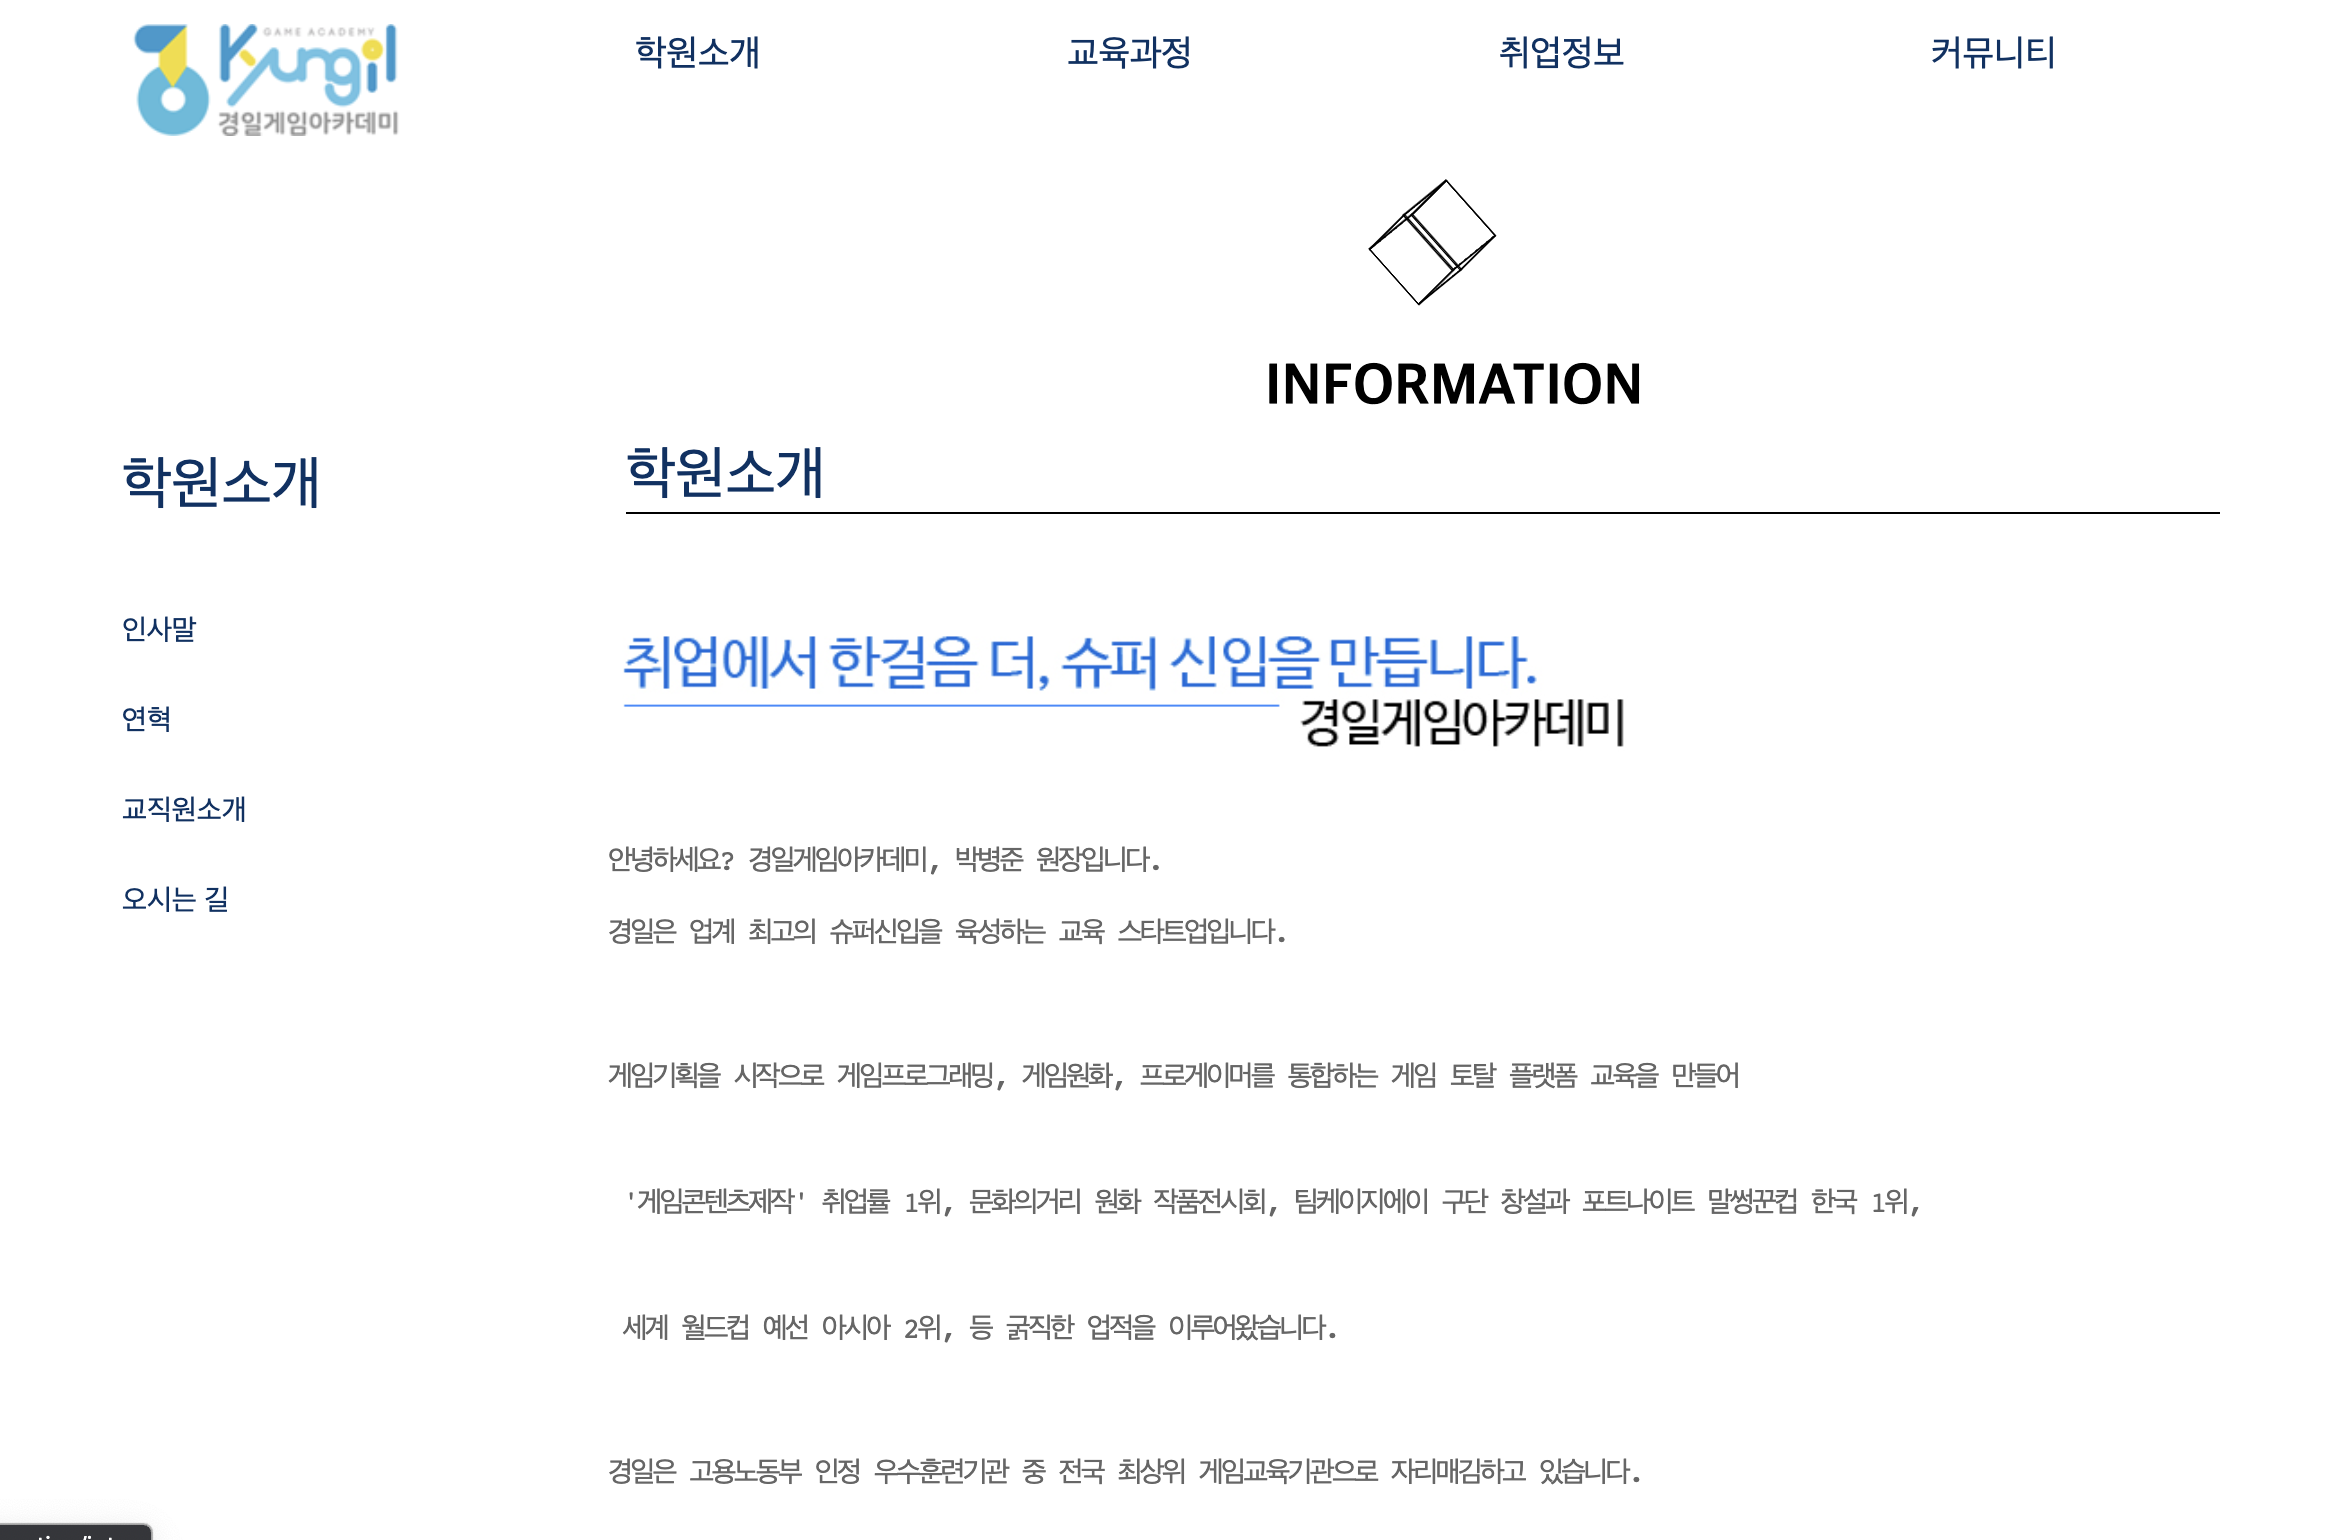 GAME ACADEMY
Kyungil
경일게임아카데미
학원소개
교육과정
취업정보
커뮤니티
INFORMATION
학원소개
인사말
연혁
교직원소개
오시는 길
학원소개
취업에서 한걸음 더, 슈퍼 신입을 만듭니다.
경일게임아카데미
안녕하세요? 경일게임아카데미, 박병준 원장입니다.
경일은 업계 최고의 슈퍼신입을 육성하는 교육 스타트업입니다.
게임기획을 시작으로 게임프로그래밍, 게임원화, 프로게이머를 통합하는 게임 토탈 플랫폼 교육을 만들어
'게임콘텐츠제작' 취업률 1위, 문화의거리 원화 작품전시회, 팀케이지에이 구단 창설과 포트나이트 말썽꾼컵 한국 1위,
세계 월드컵 예선 아시아 2위, 등 굵직한 업적을 이루어왔습니다.
경일은 고용노동부 인정 우수훈련기관 중 전국 최상위 게임교육기관으로 자리매김하고 있습니다.